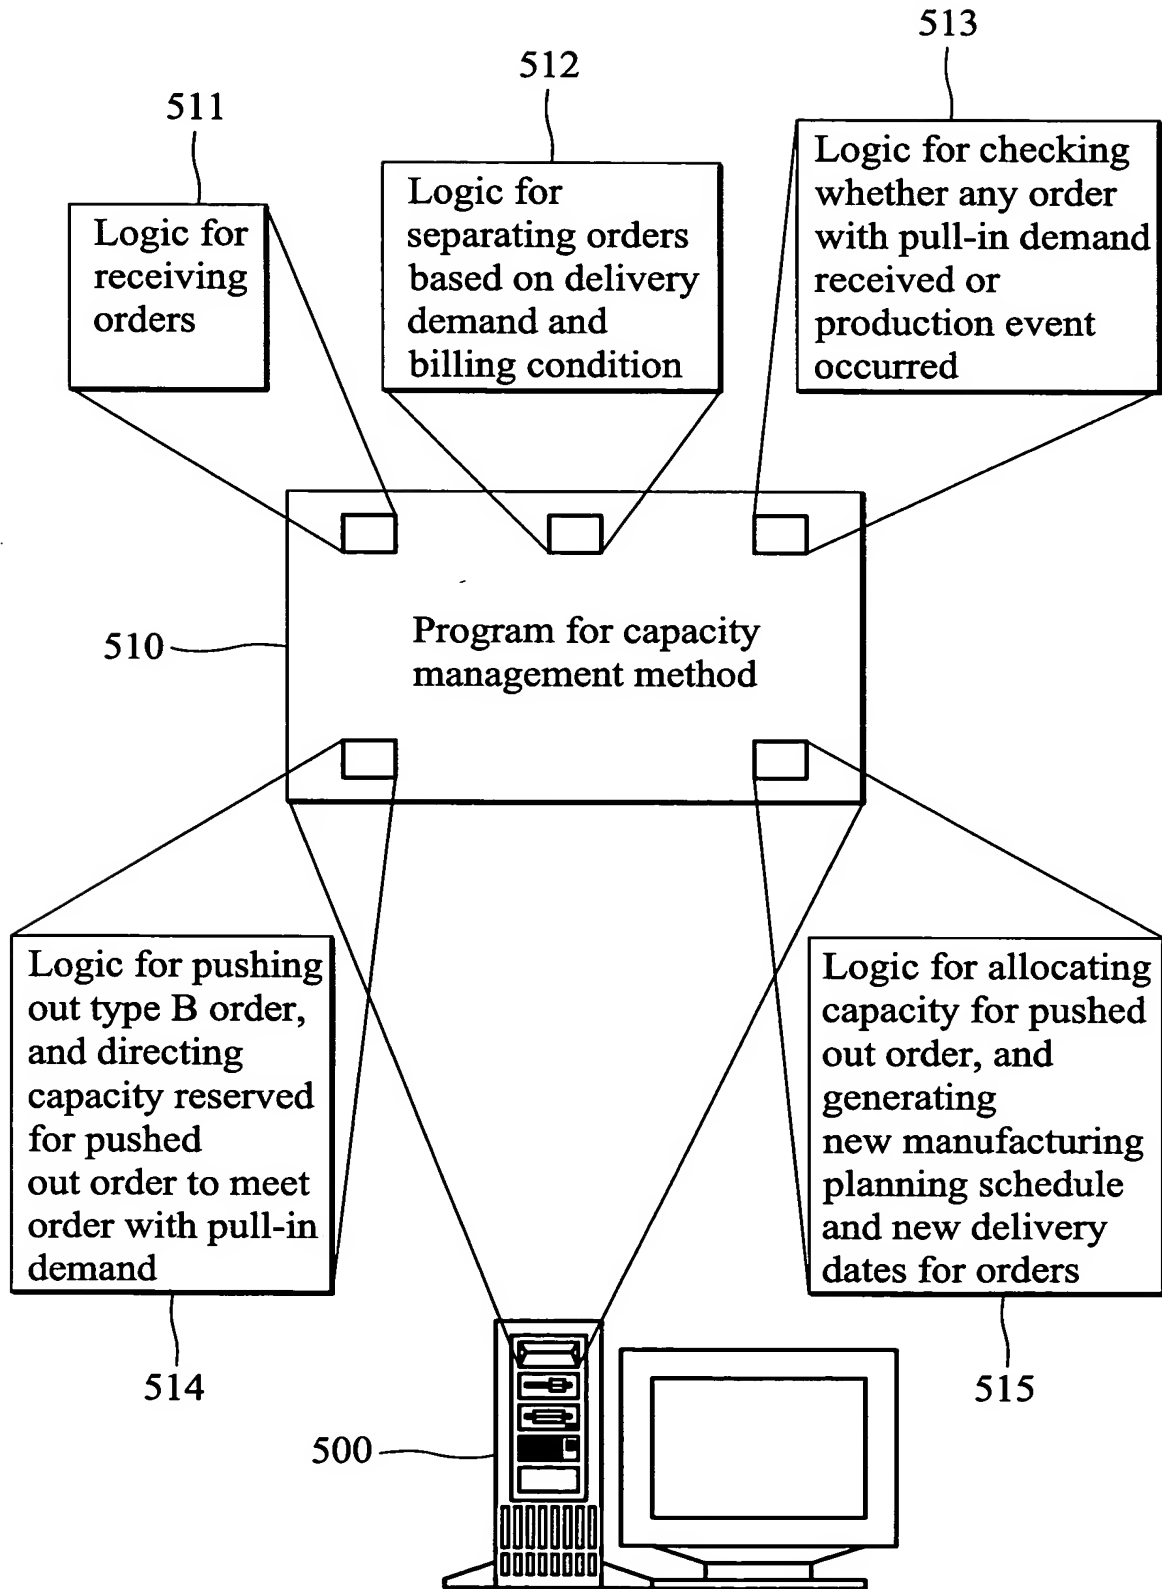 513
512
511
Logic for checking
whether any order
with pull-in demand
received or
production event
occurred
Logic for
separating orders
based on delivery
demand and
billing condition
Logic for
receiving
orders
510
Program for capacity
management method
Logic for pushing
out type B order,
and directing
capacity reserved
for pushed
out order to meet
order with pull-in
demand
Logic for allocating
capacity for pushed
out order, and
generating
new manufacturing
planning schedule
and new delivery
dates for orders
514
515
500